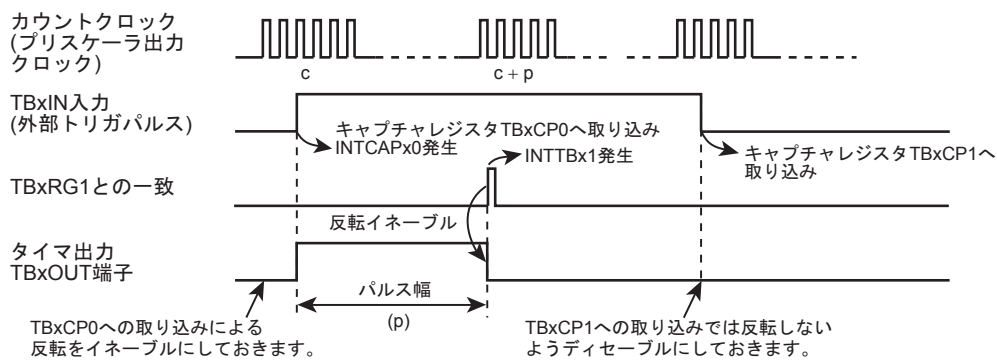 カウントクロック
(プリスケーラ出力
クロック)
c
c + p
TBxIN入力
(外部トリガパルス)
キャプチャレジスタTBxCP0へ取り込み
INTCAPx0発生
INTTBx1発生
キャプチャレジスタTBxCP1へ
取り込み
TBxRG1との一致
反転イネーブル
タイマ出力
TBxOUT端子
パルス幅
(p)
TBxCP0への取り込みによる
反転をイネーブルにしておきます。
TBxCP1への取り込みでは反転しない
ようディセーブルにしておきます。